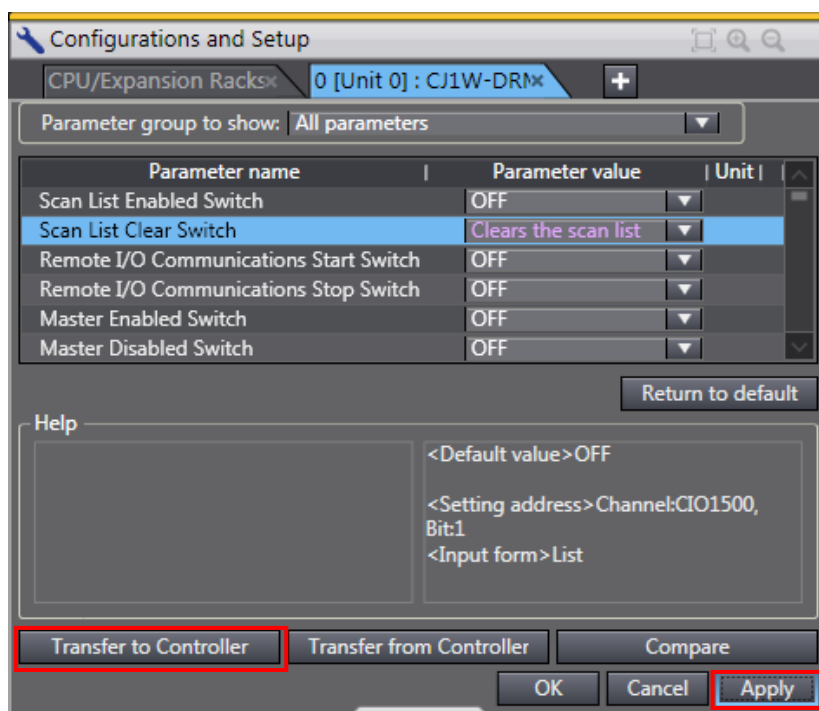 Configurations and Setup
CPU/Expansion Racks 0 [Unit 0] : CJ1W-DRN
Parameter group to show: All parameters
Parameter name Parameter value Unit
Scan List Enabled Switch OFF
Scan List Clear Switch Clears the scan list
Remote I/O Communications Start Switch OFF
Remote I/O Communications Stop Switch OFF
Master Enabled Switch OFF
Master Disabled Switch OFF
Return to default
Help
<Default value>OFF
<Setting address>Channel:CIO1500,
Bit:1
<Input form>List
Transfer to Controller Transfer from Controller Compare
OK Cancel Apply